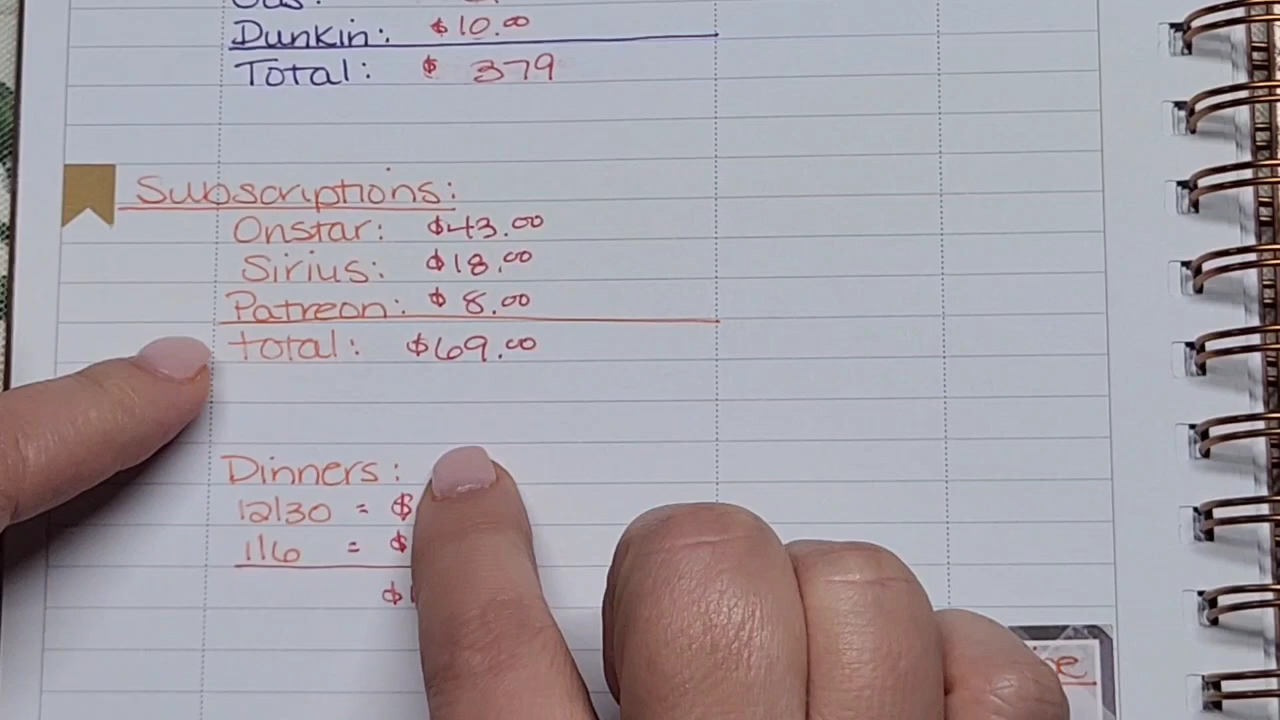 Dunkin: $10.00
Total: $ 379
Subscriptions:
Onstar: $43.00
Sirius: $18.00
Patreon: $ 8.00
total: $69.00
Dinners:
12/30 = $
1/6 = $
$